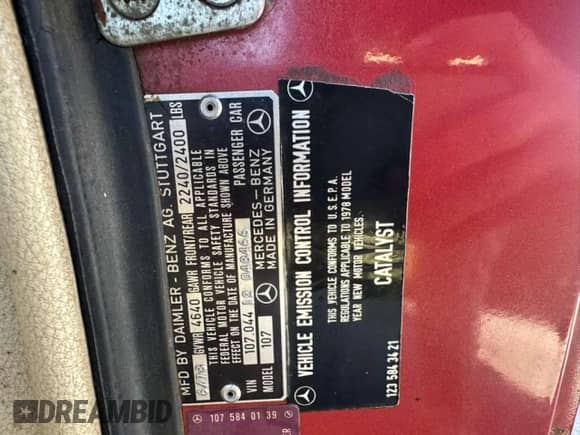 MFD BY DAIMLER - BENZ AG. STUTTGART
GVWR 4640 GAWR FRONT/REAR 2240/2400 LBS
THIS VEHICLE CONFORMS TO ALL APPLICABLE
FEDERAL MOTOR VEHICLE SAFETY STANDARDS IN
EFFECT ON THE DATE OF MANUFACTURE SHOWN ABOVE
VIN 107.044 12
PASSENGER CAR
MODEL 107
MERCEDES-BENZ
MADE IN GERMANY
VEHICLE EMISSION CONTROL INFORMATION
THIS VEHICLE CONFORMS TO U.S.E.P.A.
REGULATIONS APPLICABLE TO 1978 MODEL
YEAR NEW MOTOR VEHICLES.
CATALYST
123 584 34 21
107 584 01 39
DREAMBID